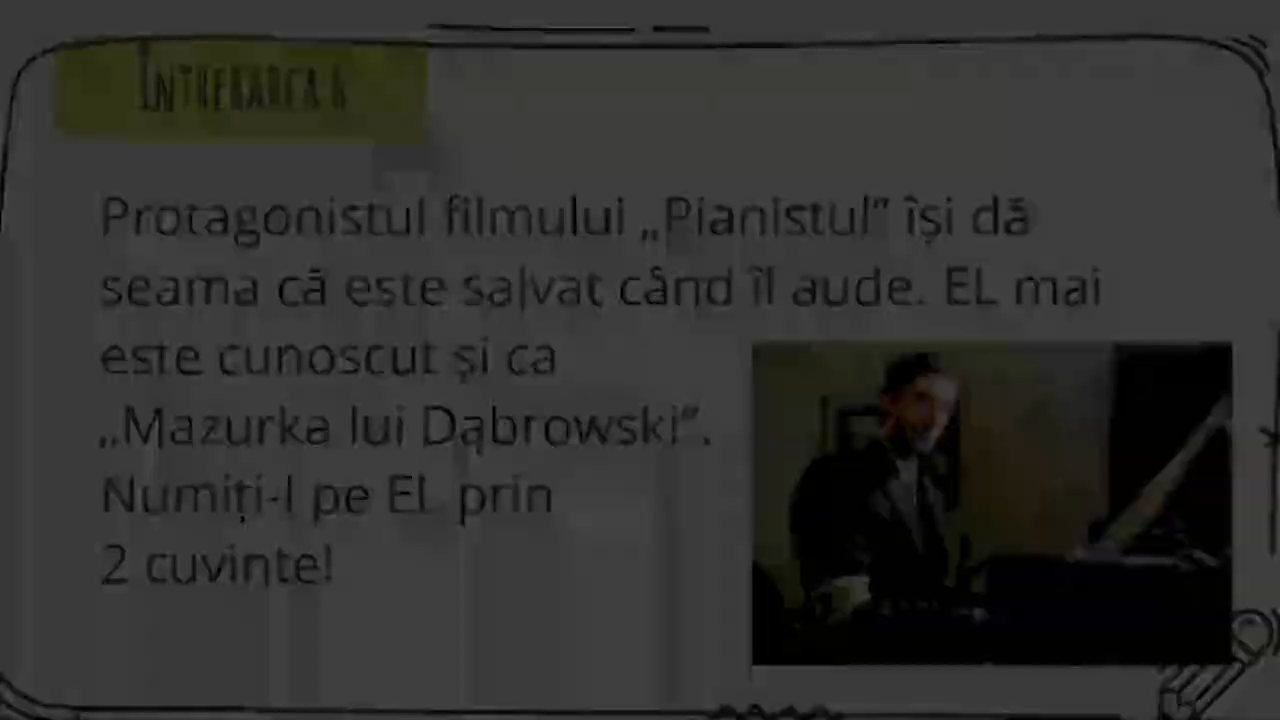 Întrebarea 6
Protagonistul filmului „Pianistul” își dă
seama că este salvat când îl aude. EL mai
este cunoscut și ca
„Mazurka lui Dąbrowski”.
Numiți-l pe EL prin
2 cuvinte!